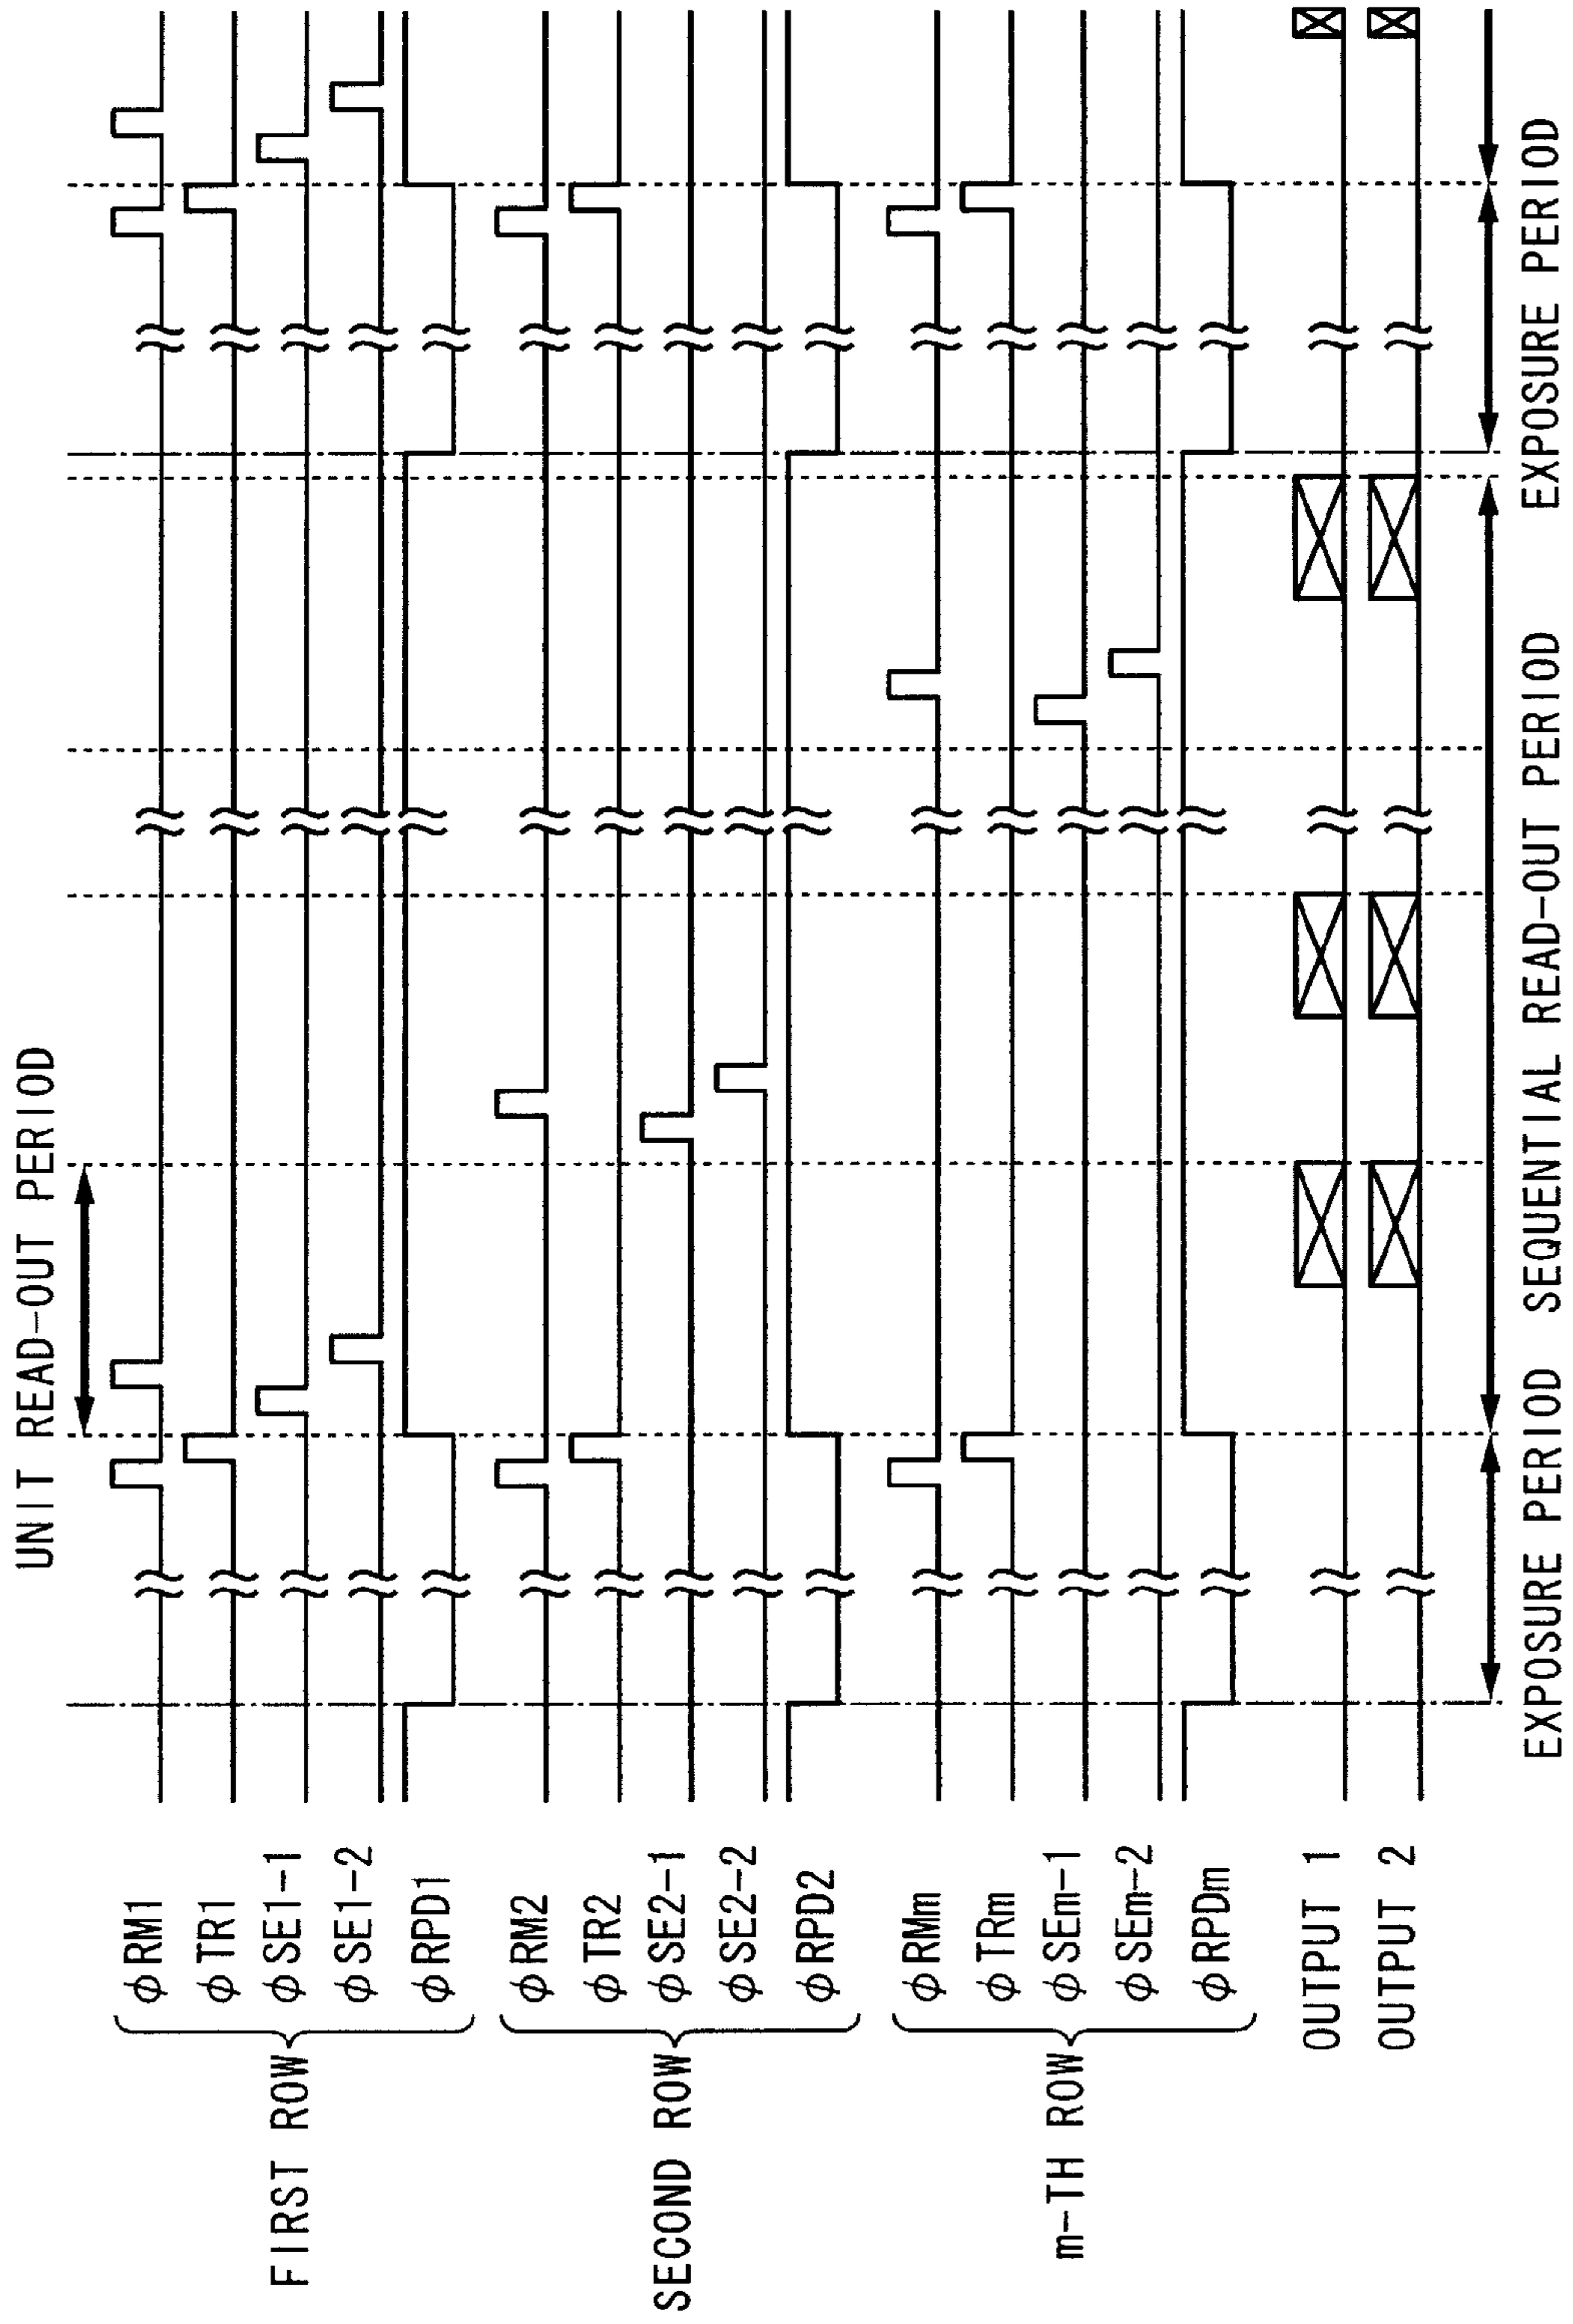 UNIT READ-OUT PERIOD
FIRST ROW
φRM1
φTR1
φSE1-1
φSE1-2
φRPD1
SECOND ROW
φRM2
φTR2
φSE2-1
φSE2-2
φRPD2
m-TH ROW
φRMm
φTRm
φSEm-1
φSEm-2
φRPDm
OUTPUT 1
OUTPUT 2
EXPOSURE PERIOD
SEQUENTIAL READ-OUT PERIOD
EXPOSURE PERIOD